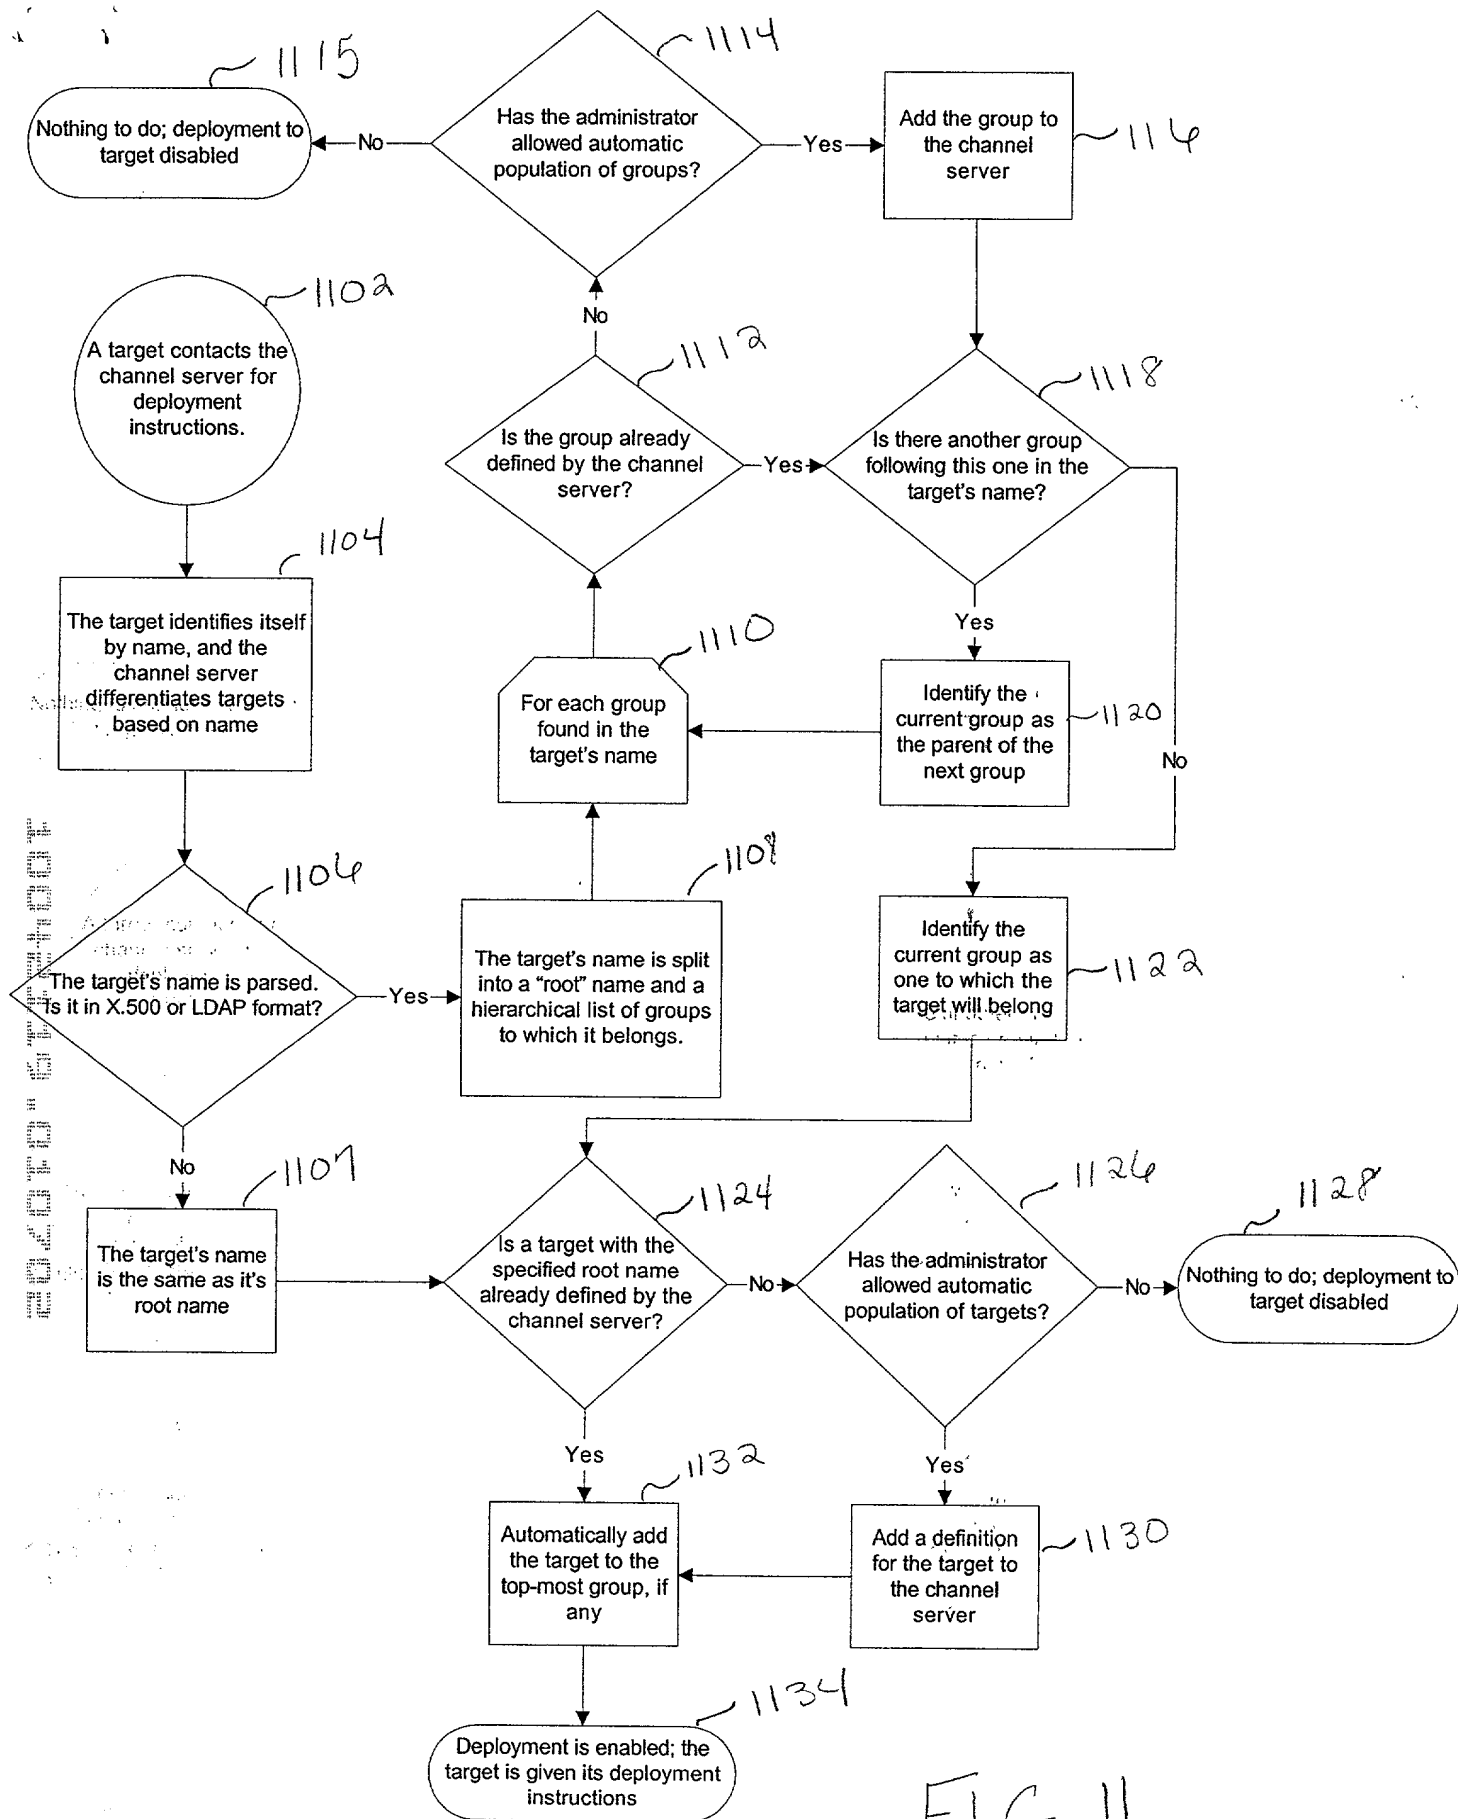 1114
1115
Nothing to do; deployment to
target disabled
No
Has the administrator
allowed automatic
population of groups?
Yes
Add the group to
the channel
server
1116
1102
A target contacts the
channel server for
deployment
instructions.
No
1112
Is the group already
defined by the channel
server?
Yes
1118
Is there another group
following this one in the
target's name?
1104
The target identifies itself
by name, and the
channel server
differentiates targets
based on name
Yes
1110
For each group
found in the
target's name
Identify the
current group as
the parent of the
next group
1120
No
1106
The target's name is parsed.
Is it in X.500 or LDAP format?
Yes
1108
The target's name is split
into a “root” name and a
hierarchical list of groups
to which it belongs.
Identify the
current group as
one to which the
target will belong
1122
No
1107
The target's name
is the same as it's
root name
1124
Is a target with the
specified root name
already defined by the
channel server?
No
1126
Has the administrator
allowed automatic
population of targets?
No
1128
Nothing to do; deployment to
target disabled
Yes
1132
Automatically add
the target to the
top-most group, if
any
Yes
Add a definition
for the target to
the channel
server
1130
1134
Deployment is enabled; the
target is given its deployment
instructions
FIG. 11